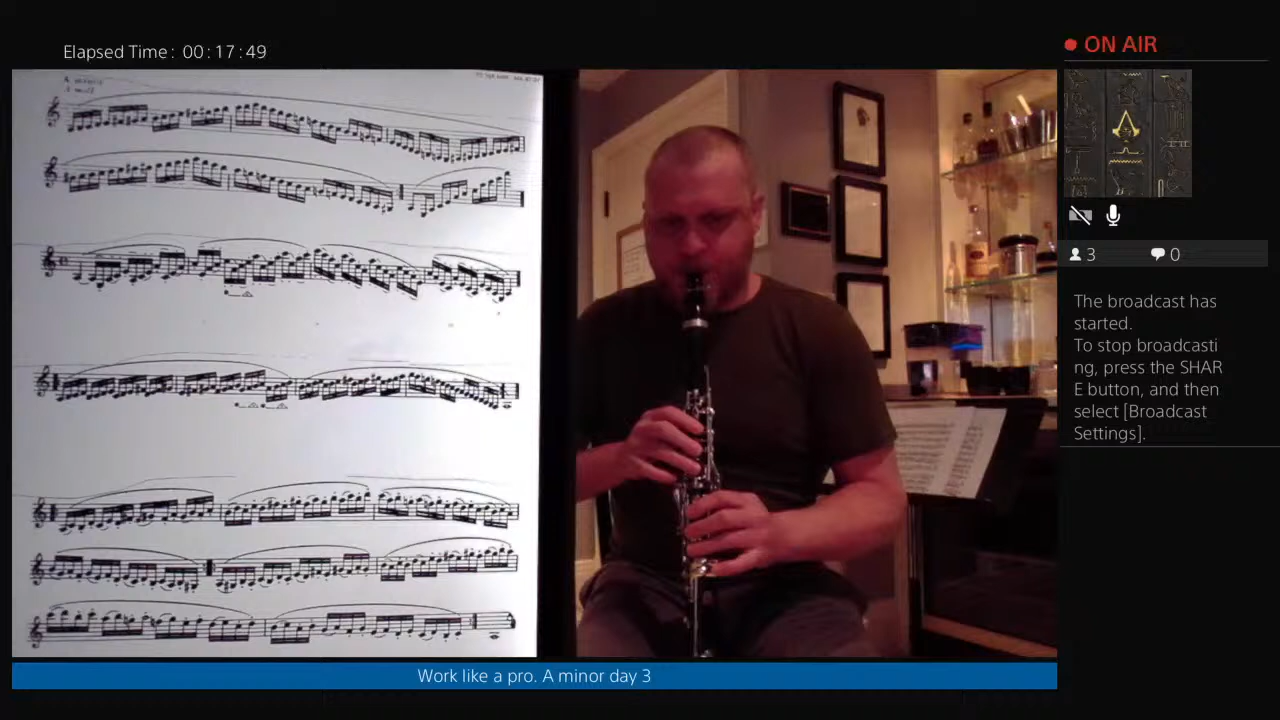 Elapsed Time: 00:17:49
ON AIR
3
0
The broadcast has
started.
To stop broadcasti
ng, press the SHAR
E button, and then
select [Broadcast
Settings].
Work like a pro. A minor day 3